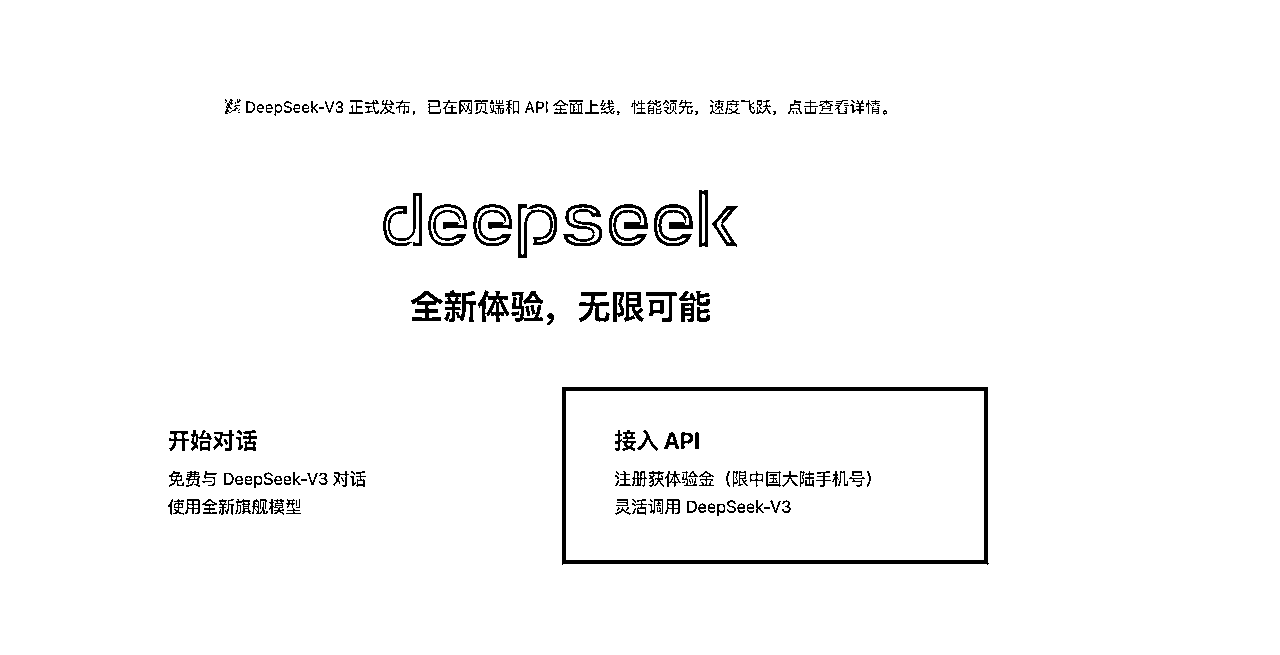 DeepSeek-V3 正式发布，已在网页端和 API 全面上线，性能领先，速度飞跃，点击查看详情。
deepseek
全新体验，无限可能
开始对话
免费与 DeepSeek-V3 对话
使用全新旗舰模型
接入 API
注册获体验金（限中国大陆手机号）
灵活调用 DeepSeek-V3